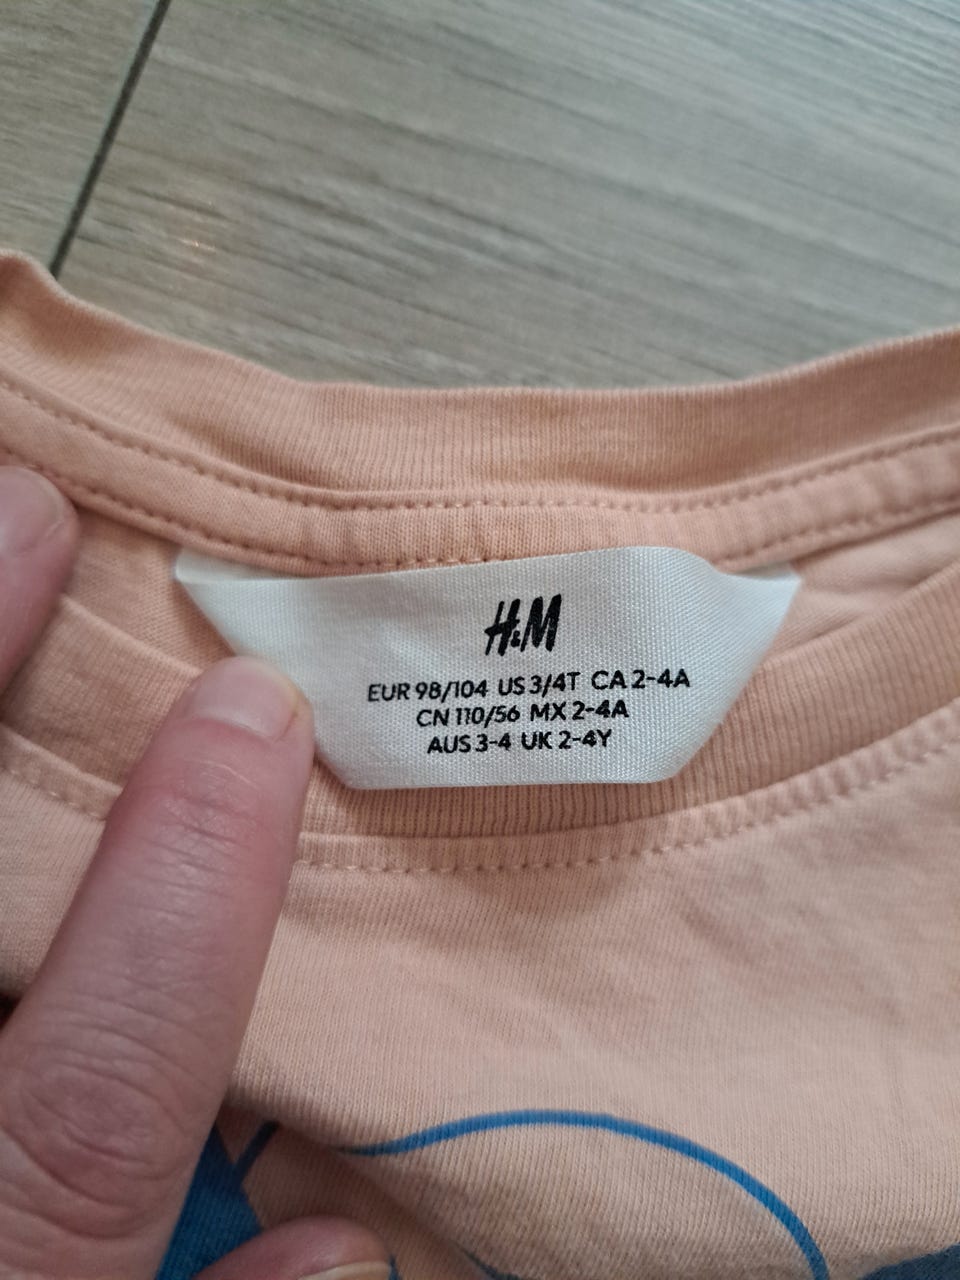 H&M
EUR 98/104 US 3/4T CA 2-4A
CN 110/56 MX 2-4A
AUS 3-4 UK 2-4Y